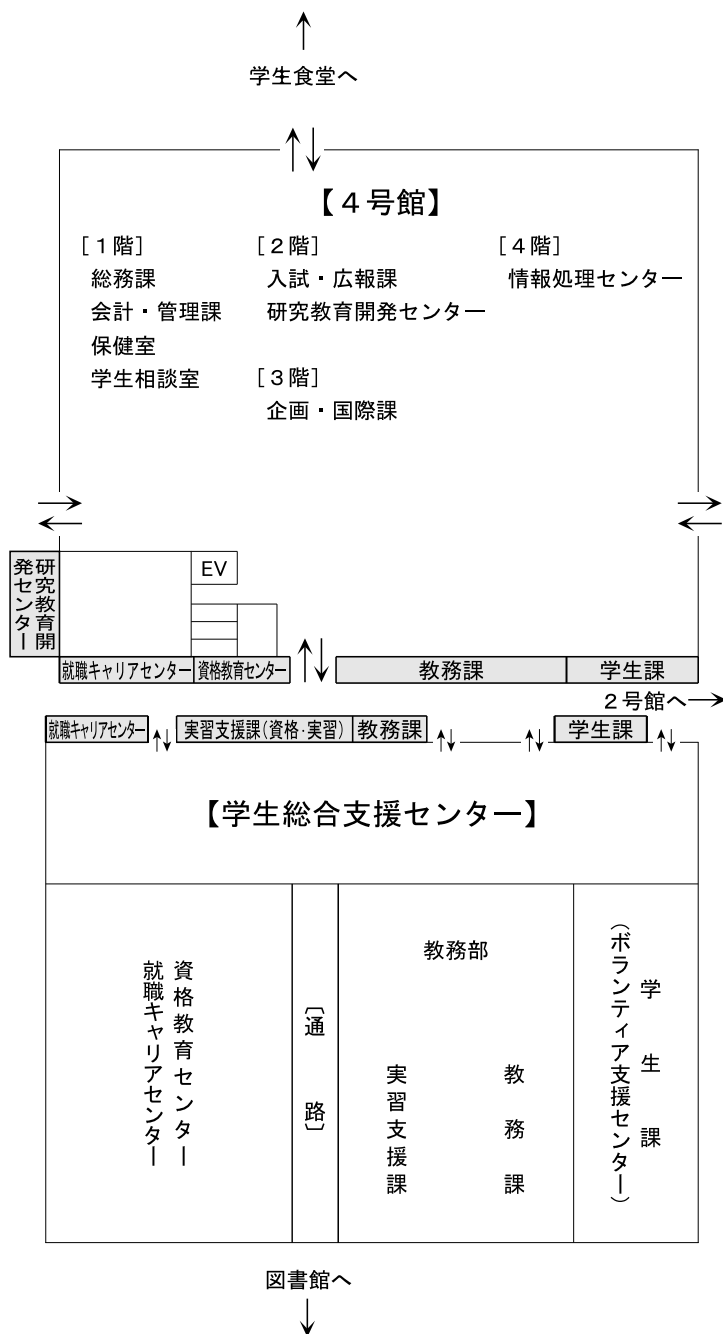 学生食堂へ
【４号館】
［１階］
総務課
会計・管理課
保健室
学生相談室
［２階］
入試・広報課
研究教育開発センター
［３階］
企画・国際課
［４階］
情報処理センター
研究教育開
発センター
EV
就職キャリアセンター
資格教育センター
教務課
学生課
２号館へ
就職キャリアセンター
実習支援課(資格・実習)
教務課
学生課
【学生総合支援センター】
資格教育センター
就職キャリアセンター
〔通路〕
教務部
教務課
実習支援課
学生課
（ボランティア支援センター）
図書館へ